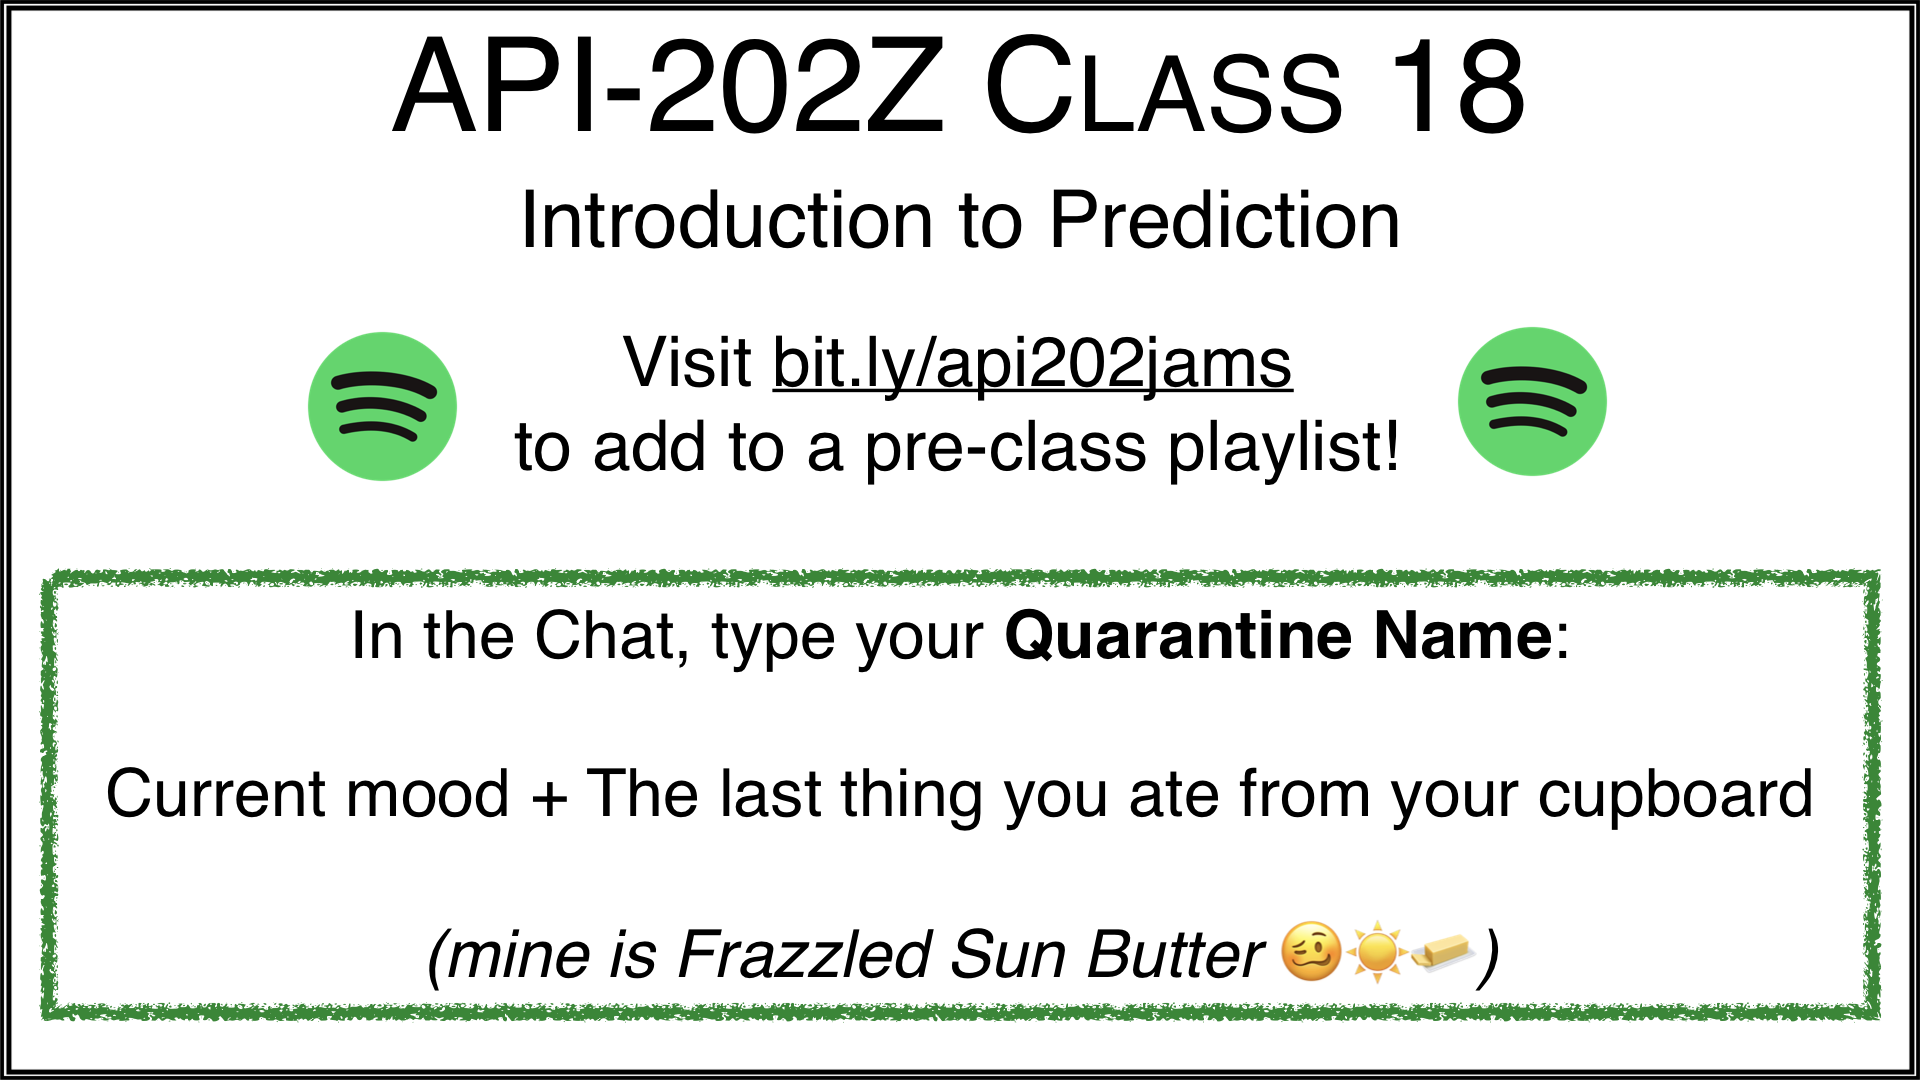 API-202Z CLASS 18
Introduction to Prediction
Visit bit.ly/api202jams
to add to a pre-class playlist!
In the Chat, type your Quarantine Name:
Current mood + The last thing you ate from your cupboard
(mine is Frazzled Sun Butter 🥴☀️🧈)